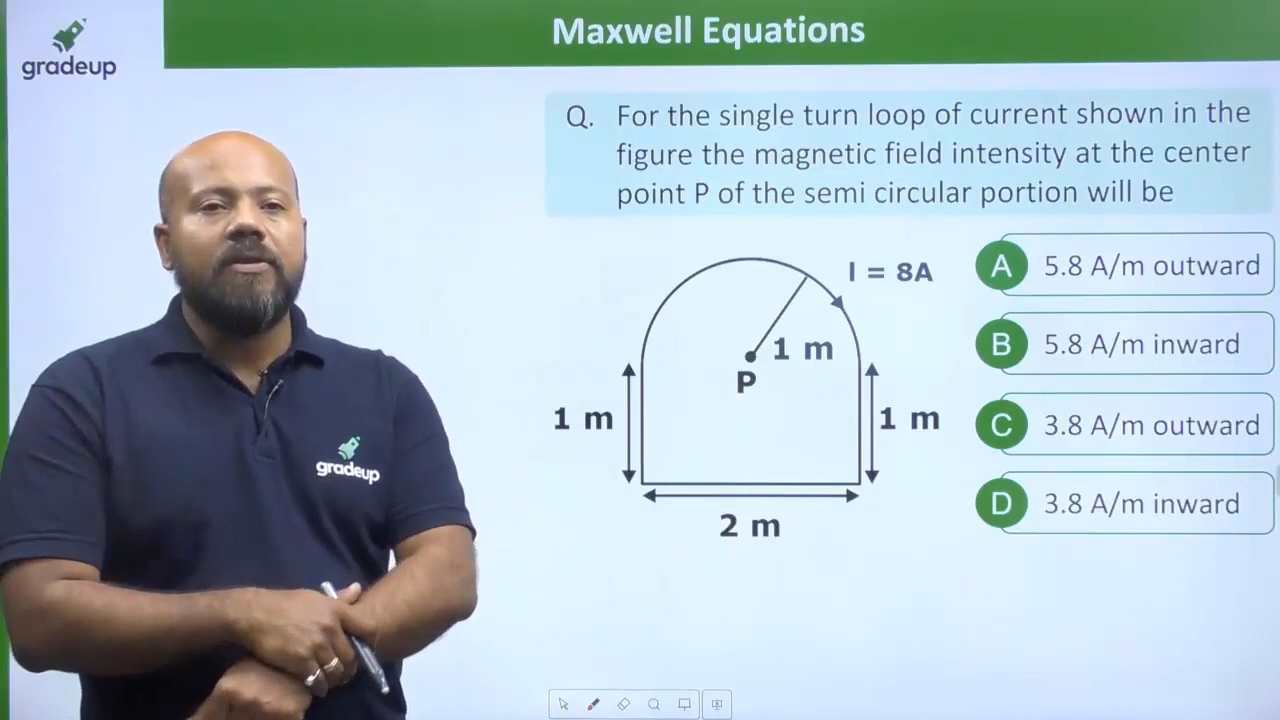 gradeup
Maxwell Equations
Q. For the single turn loop of current shown in the
figure the magnetic field intensity at the center
point P of the semi circular portion will be
I = 8A
1 m
P
1 m
1 m
2 m
A 5.8 A/m outward
B 5.8 A/m inward
C 3.8 A/m outward
D 3.8 A/m inward
gradeup